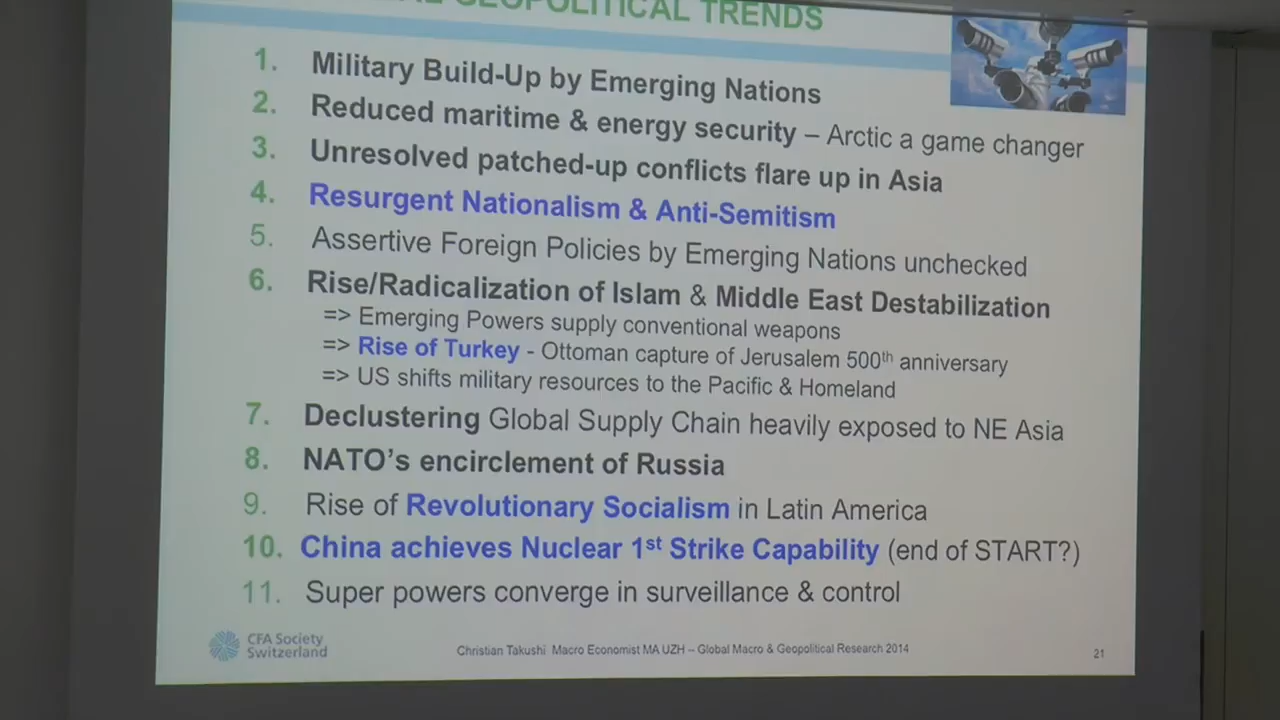 GEOPOLITICAL TRENDS
1. Military Build-Up by Emerging Nations
2. Reduced maritime & energy security – Arctic a game changer
3. Unresolved patched-up conflicts flare up in Asia
4. Resurgent Nationalism & Anti-Semitism
5. Assertive Foreign Policies by Emerging Nations unchecked
6. Rise/Radicalization of Islam & Middle East Destabilization
=> Emerging Powers supply conventional weapons
=> Rise of Turkey - Ottoman capture of Jerusalem 500th anniversary
=> US shifts military resources to the Pacific & Homeland
7. Declustering Global Supply Chain heavily exposed to NE Asia
8. NATO's encirclement of Russia
9. Rise of Revolutionary Socialism in Latin America
10. China achieves Nuclear 1st Strike Capability (end of START?)
11. Super powers converge in surveillance & control
CFA Society
Switzerland
Christian Takushi Macro Economist MA UZH – Global Macro & Geopolitical Research 2014
21